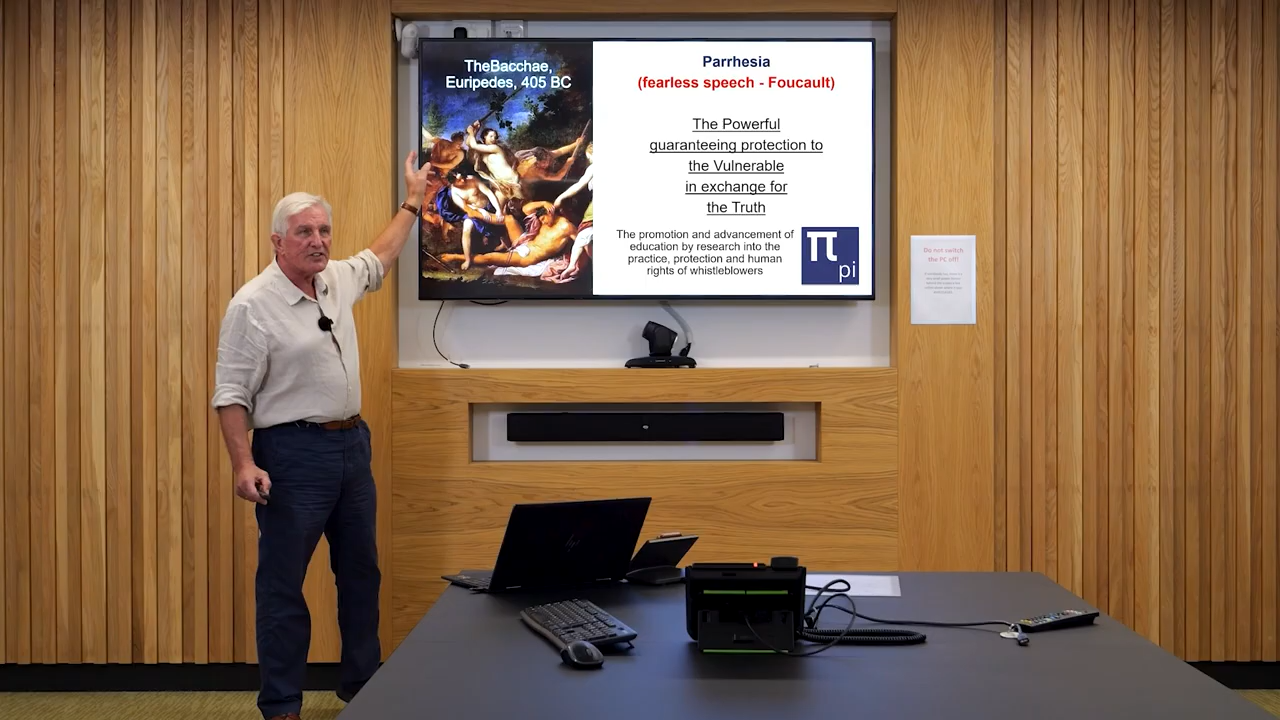 TheBacchae,
Euripedes, 405 BC
Parrhesia
(fearless speech - Foucault)
The Powerful
guaranteeing protection to
the Vulnerable
in exchange for
the Truth
The promotion and advancement of
education by research into the
practice, protection and human
rights of whistleblowers
π
pi
Do not switch
the PC off!
hp